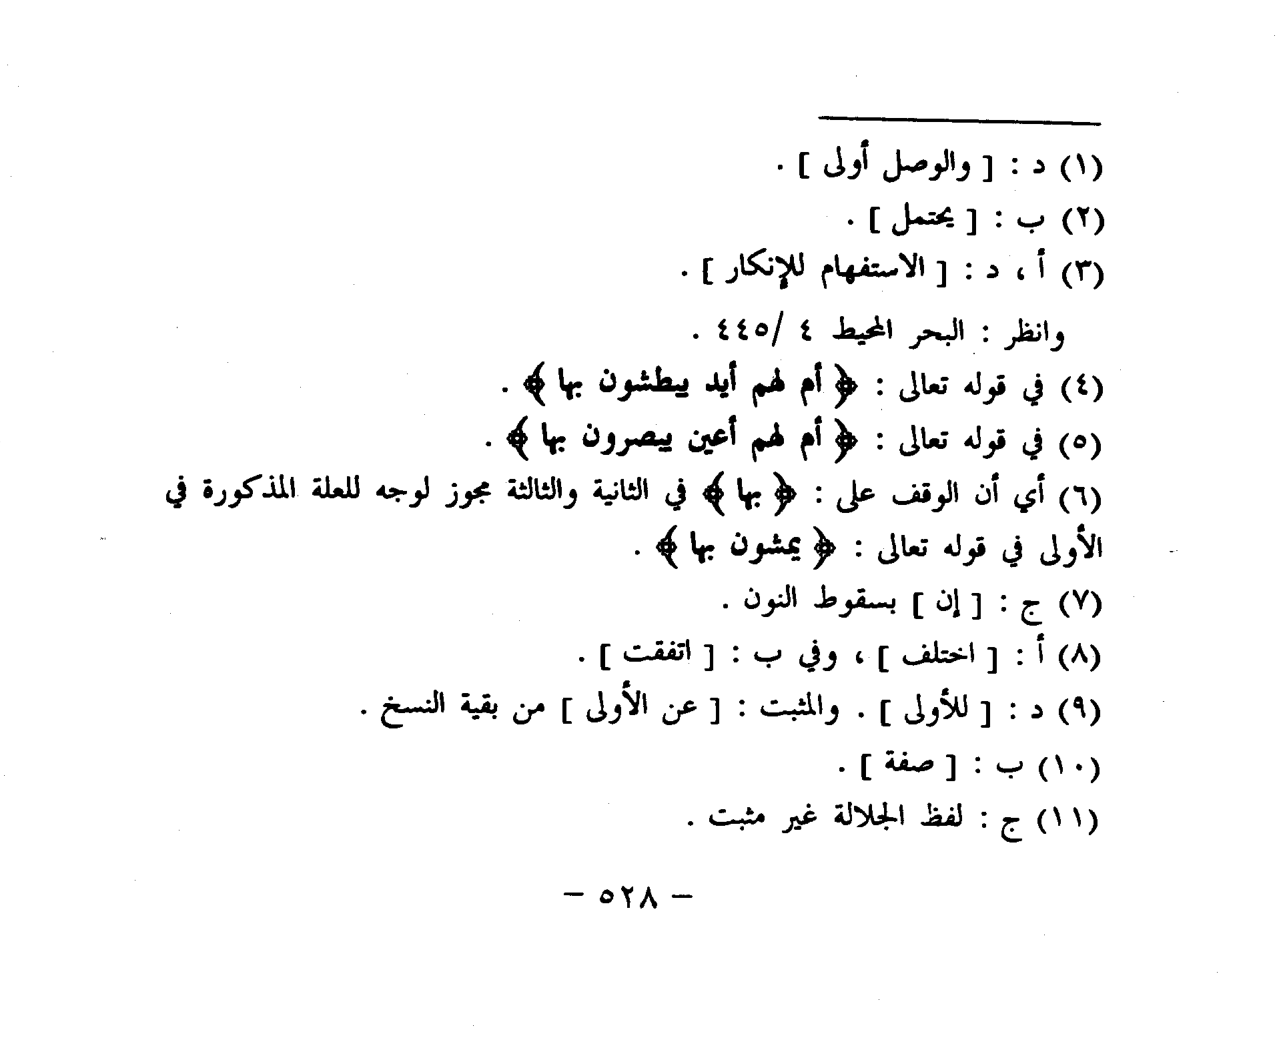 (١) د : [ والوصل أولى ] .
(٢) ب : [ يحتمل ] .
(٣) أ ، د : [ الاستفهام للإنكار ] .
وانظر : البحر المحيط ٤ /٤٤٥ .
(٤) في قوله تعالى : ﴿ أم لهم أيد يبطشون بها ﴾ .
(٥) في قوله تعالى : ﴿ أم لهم أعين يبصرون بها ﴾ .
(٦) أي أن الوقف على : ﴿ بها ﴾ في الثانية والثالثة مجوز لوجه للعلة المذكورة في
الأولى في قوله تعالى : ﴿ يمشون بها ﴾ .
(٧) ج : [ إن ] بسقوط النون .
(٨) أ : [ اختلف ] ، وفي ب : [ اتفقت ] .
(٩) د : [ للأولى ] . والمثبت : [ عن الأولى ] من بقية النسخ .
(١٠) ب : [ صفة ] .
(١١) ج : لفظ الجلالة غير مثبت .
– ٥٢٨ –